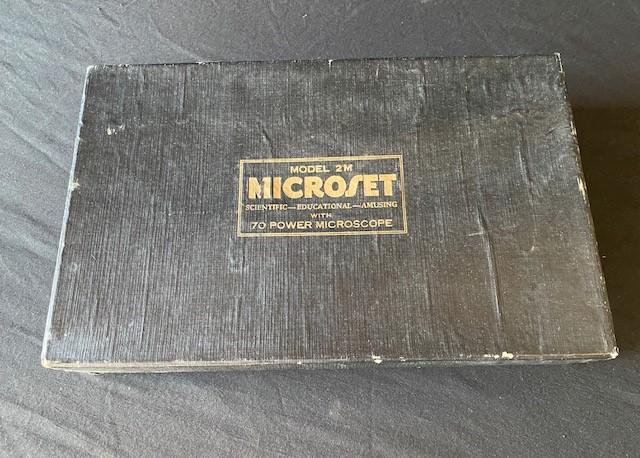 MODEL 2M
MICROSET
SCIENTIFIC—EDUCATIONAL—AMUSING
WITH
70 POWER MICROSCOPE